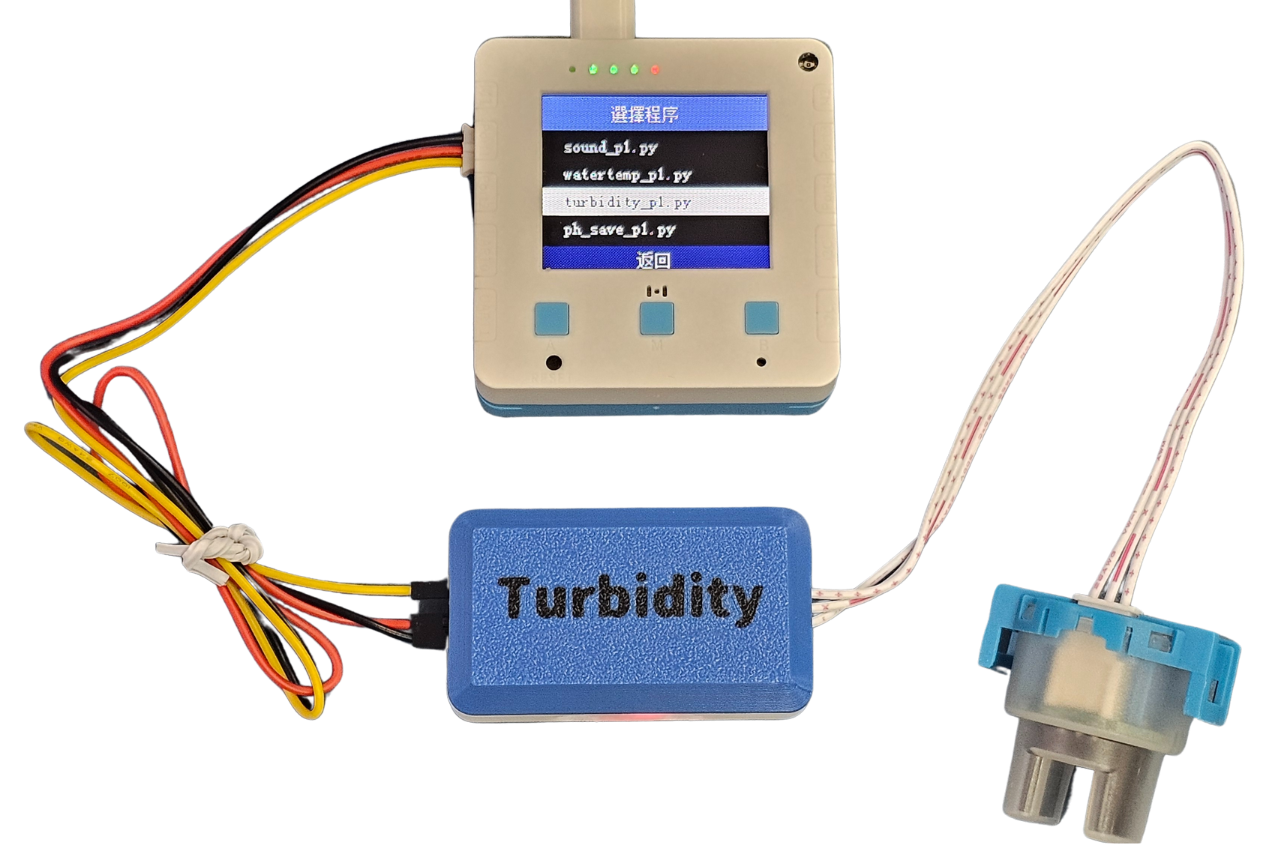 選擇程序
sound_p1.py
watertemp_p1.py
turbidity_p1.py
ph_save_p1.py
返回
A M B
Turbidity